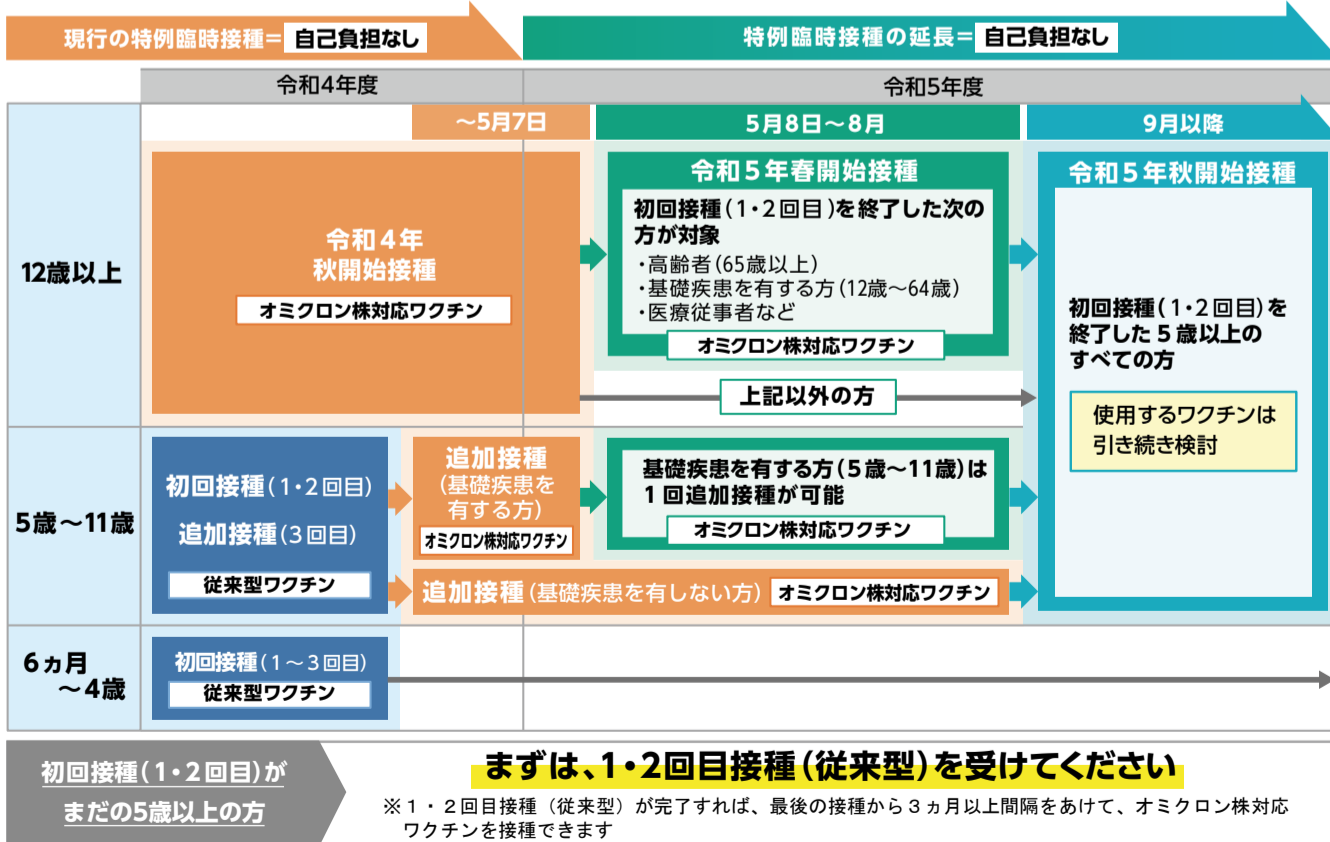 現行の特例臨時接種＝ 自己負担なし
特例臨時接種の延長＝ 自己負担なし
令和4年度
令和5年度
～5月7日
5月8日～8月
9月以降
12歳以上
令和４年
秋開始接種
オミクロン株対応ワクチン
令和５年春開始接種
初回接種（１・２回目）を終了した次の
方が対象
・高齢者（65歳以上）
・基礎疾患を有する方（12歳～64歳）
・医療従事者など
オミクロン株対応ワクチン
上記以外の方
令和５年秋開始接種
初回接種（１・２回目）を
終了した５歳以上の
すべての方
使用するワクチンは
引き続き検討
5歳～11歳
初回接種（１・２回目）
追加接種（３回目）
従来型ワクチン
追加接種
（基礎疾患を
有する方）
オミクロン株対応ワクチン
基礎疾患を有する方（５歳～11歳）は
１回追加接種が可能
オミクロン株対応ワクチン
追加接種（基礎疾患を有しない方） オミクロン株対応ワクチン
6ヵ月
～4歳
初回接種（１～３回目）
従来型ワクチン
初回接種（１・２回目）が
まだの5歳以上の方
まずは、1・2回目接種（従来型）を受けてください
※１・２回目接種（従来型）が完了すれば、最後の接種から３ヵ月以上間隔をあけて、オミクロン株対応
ワクチンを接種できます